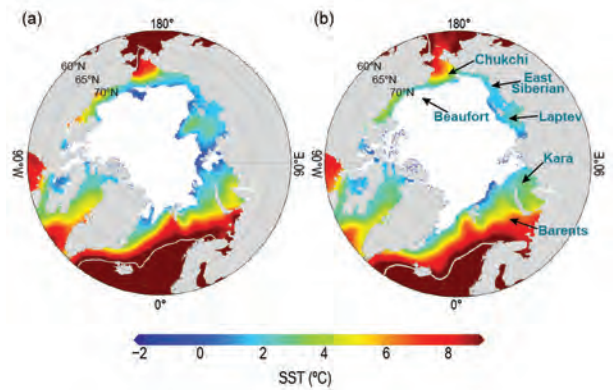 (a)
(b)
180°
180°
60°N
65°N
70°N
60°N
65°N
70°N
Chukchi
East
Siberian
Beaufort
Laptev
Kara
Barents
90°W
90°E
90°W
90°E
0°
0°
−2
0
2
4
6
8
SST (°C)